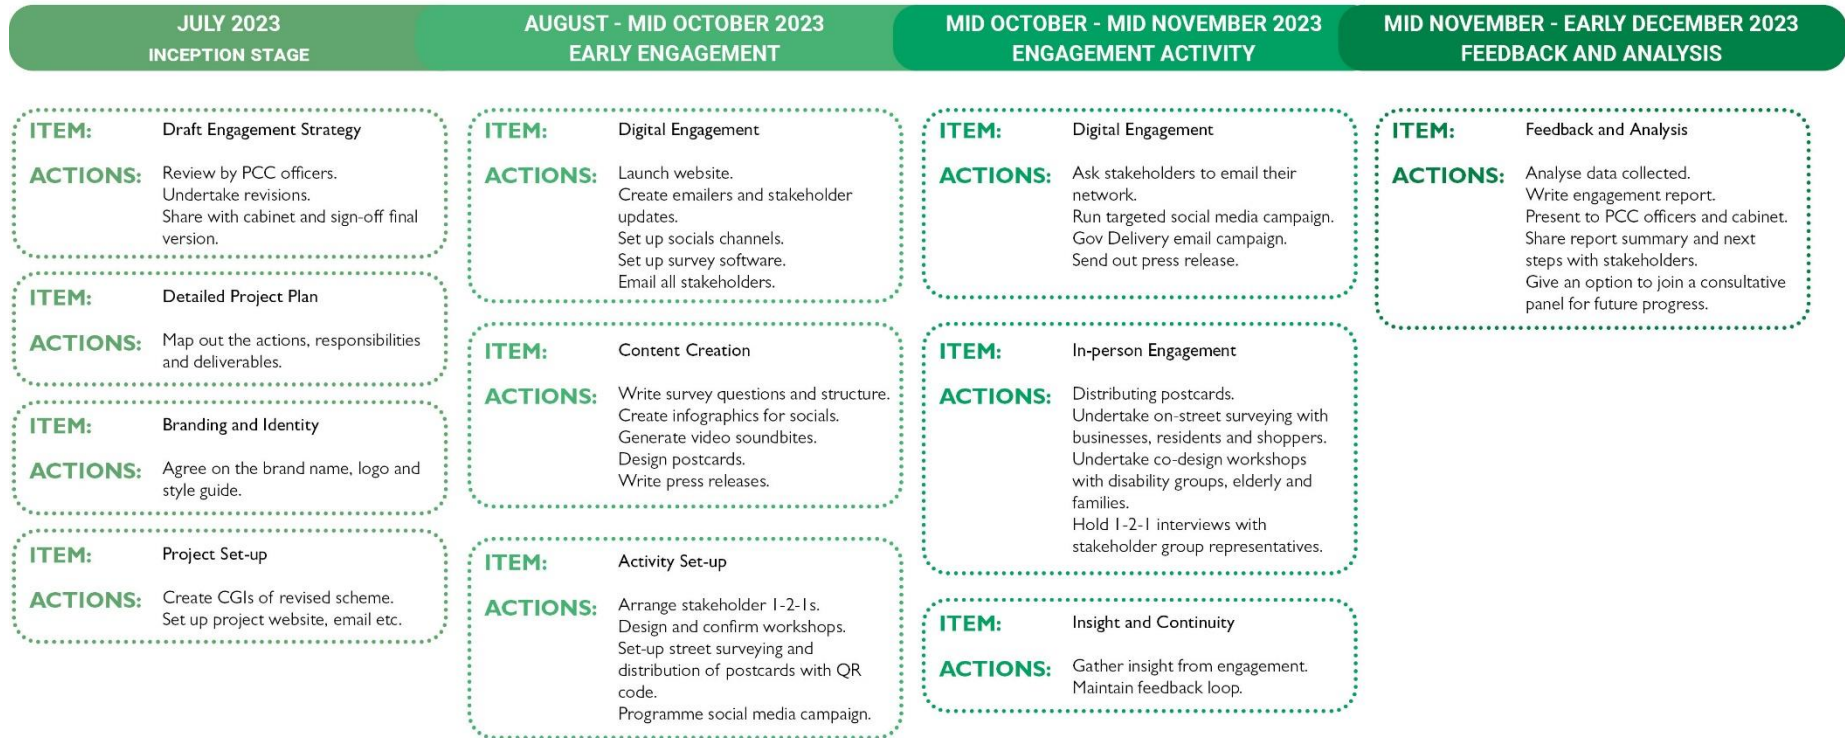 JULY 2023
INCEPTION STAGE
ITEM: Draft Engagement Strategy
ACTIONS: Review by PCC officers.
Undertake revisions.
Share with cabinet and sign-off final
version.
ITEM: Detailed Project Plan
ACTIONS: Map out the actions, responsibilities
and deliverables.
ITEM: Branding and Identity
ACTIONS: Agree on the brand name, logo and
style guide.
ITEM: Project Set-up
ACTIONS: Create CGIs of revised scheme.
Set up project website, email etc.
AUGUST - MID OCTOBER 2023
EARLY ENGAGEMENT
ITEM: Digital Engagement
ACTIONS: Launch website.
Create emailers and stakeholder
updates.
Set up socials channels.
Set up survey software.
Email all stakeholders.
ITEM: Content Creation
ACTIONS: Write survey questions and structure.
Create infographics for socials.
Generate video soundbites.
Design postcards.
Write press releases.
ITEM: Activity Set-up
ACTIONS: Arrange stakeholder 1-2-1s.
Design and confirm workshops.
Set-up street surveying and
distribution of postcards with QR
code.
Programme social media campaign.
MID OCTOBER - MID NOVEMBER 2023
ENGAGEMENT ACTIVITY
ITEM: Digital Engagement
ACTIONS: Ask stakeholders to email their
network.
Run targeted social media campaign.
Gov Delivery email campaign.
Send out press release.
ITEM: In-person Engagement
ACTIONS: Distributing postcards.
Undertake on-street surveying with
businesses, residents and shoppers.
Undertake co-design workshops
with disability groups, elderly and
families.
Hold 1-2-1 interviews with
stakeholder group representatives.
ITEM: Insight and Continuity
ACTIONS: Gather insight from engagement.
Maintain feedback loop.
MID NOVEMBER - EARLY DECEMBER 2023
FEEDBACK AND ANALYSIS
ITEM: Feedback and Analysis
ACTIONS: Analyse data collected.
Write engagement report.
Present to PCC officers and cabinet.
Share report summary and next
steps with stakeholders.
Give an option to join a consultative
panel for future progress.